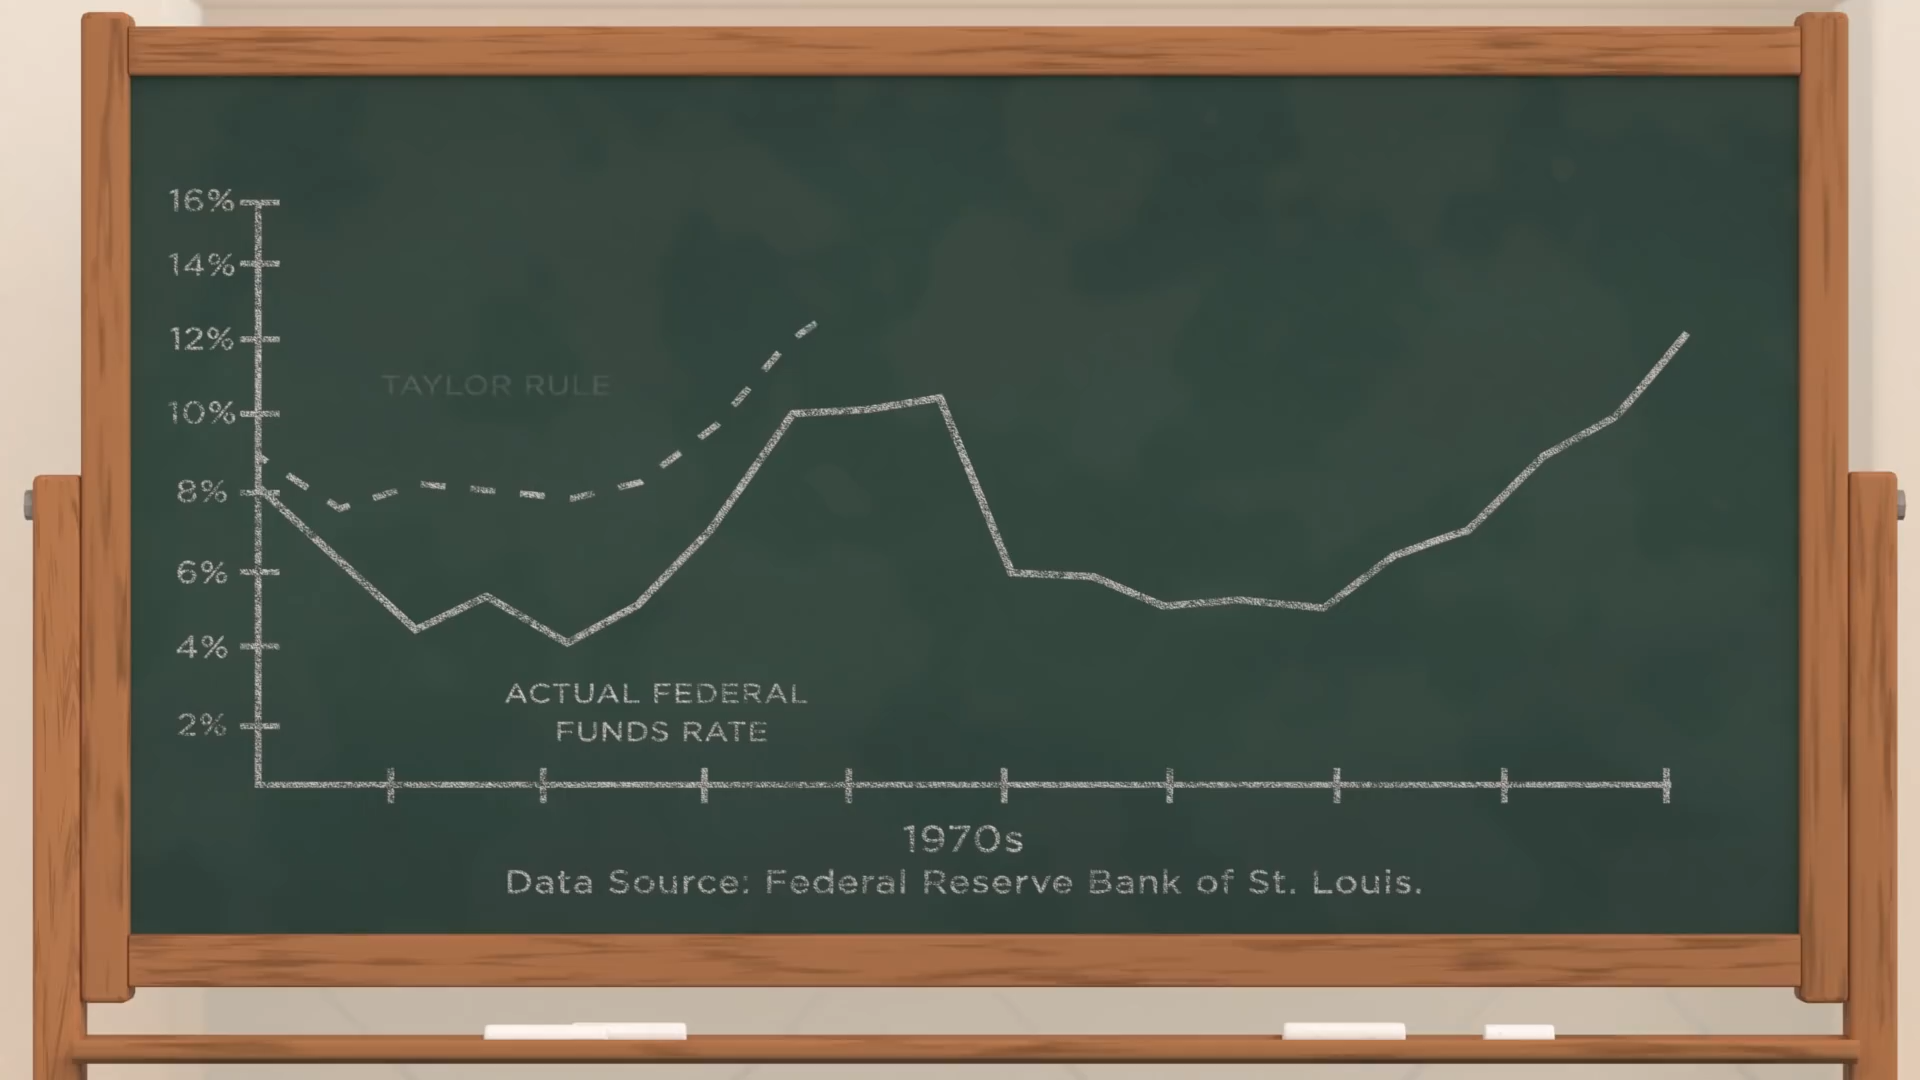 16%
14%
12%
TAYLOR RULE
10%
8%
6%
4%
ACTUAL FEDERAL
FUNDS RATE
2%
1970s
Data Source: Federal Reserve Bank of St. Louis.